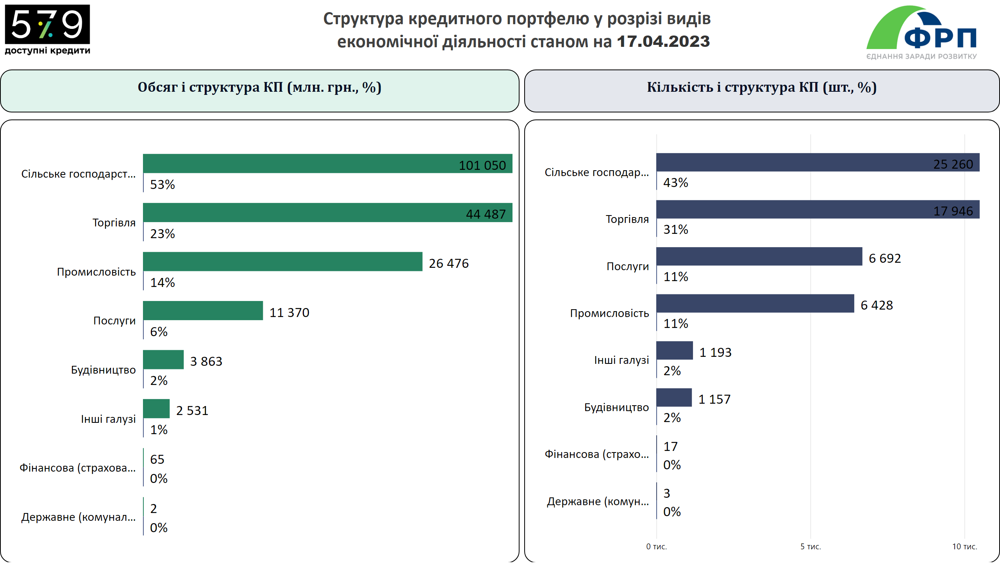 579
доступні кредити
Структура кредитного портфелю у розрізі видів
економічної діяльності станом на 17.04.2023
ФРП
ЄДНАННЯ ЗАРАДИ РОЗВИТКУ
Обсяг і структура КП (млн. грн., %)
Сільське господарст...
101 050
53%
Торгівля
44 487
23%
Промисловість
26 476
14%
Послуги
11 370
6%
Будівництво
3 863
2%
Інші галузі
2 531
1%
Фінансова (страхова...
65
0%
Державне (комунал...
2
0%
Кількість і структура КП (шт., %)
Сільське господар...
25 260
43%
Торгівля
17 946
31%
Послуги
6 692
11%
Промисловість
6 428
11%
Інші галузі
1 193
2%
Будівництво
1 157
2%
Фінансова (страхо...
17
0%
Державне (комун...
3
0%
0 тис.
5 тис.
10 тис.